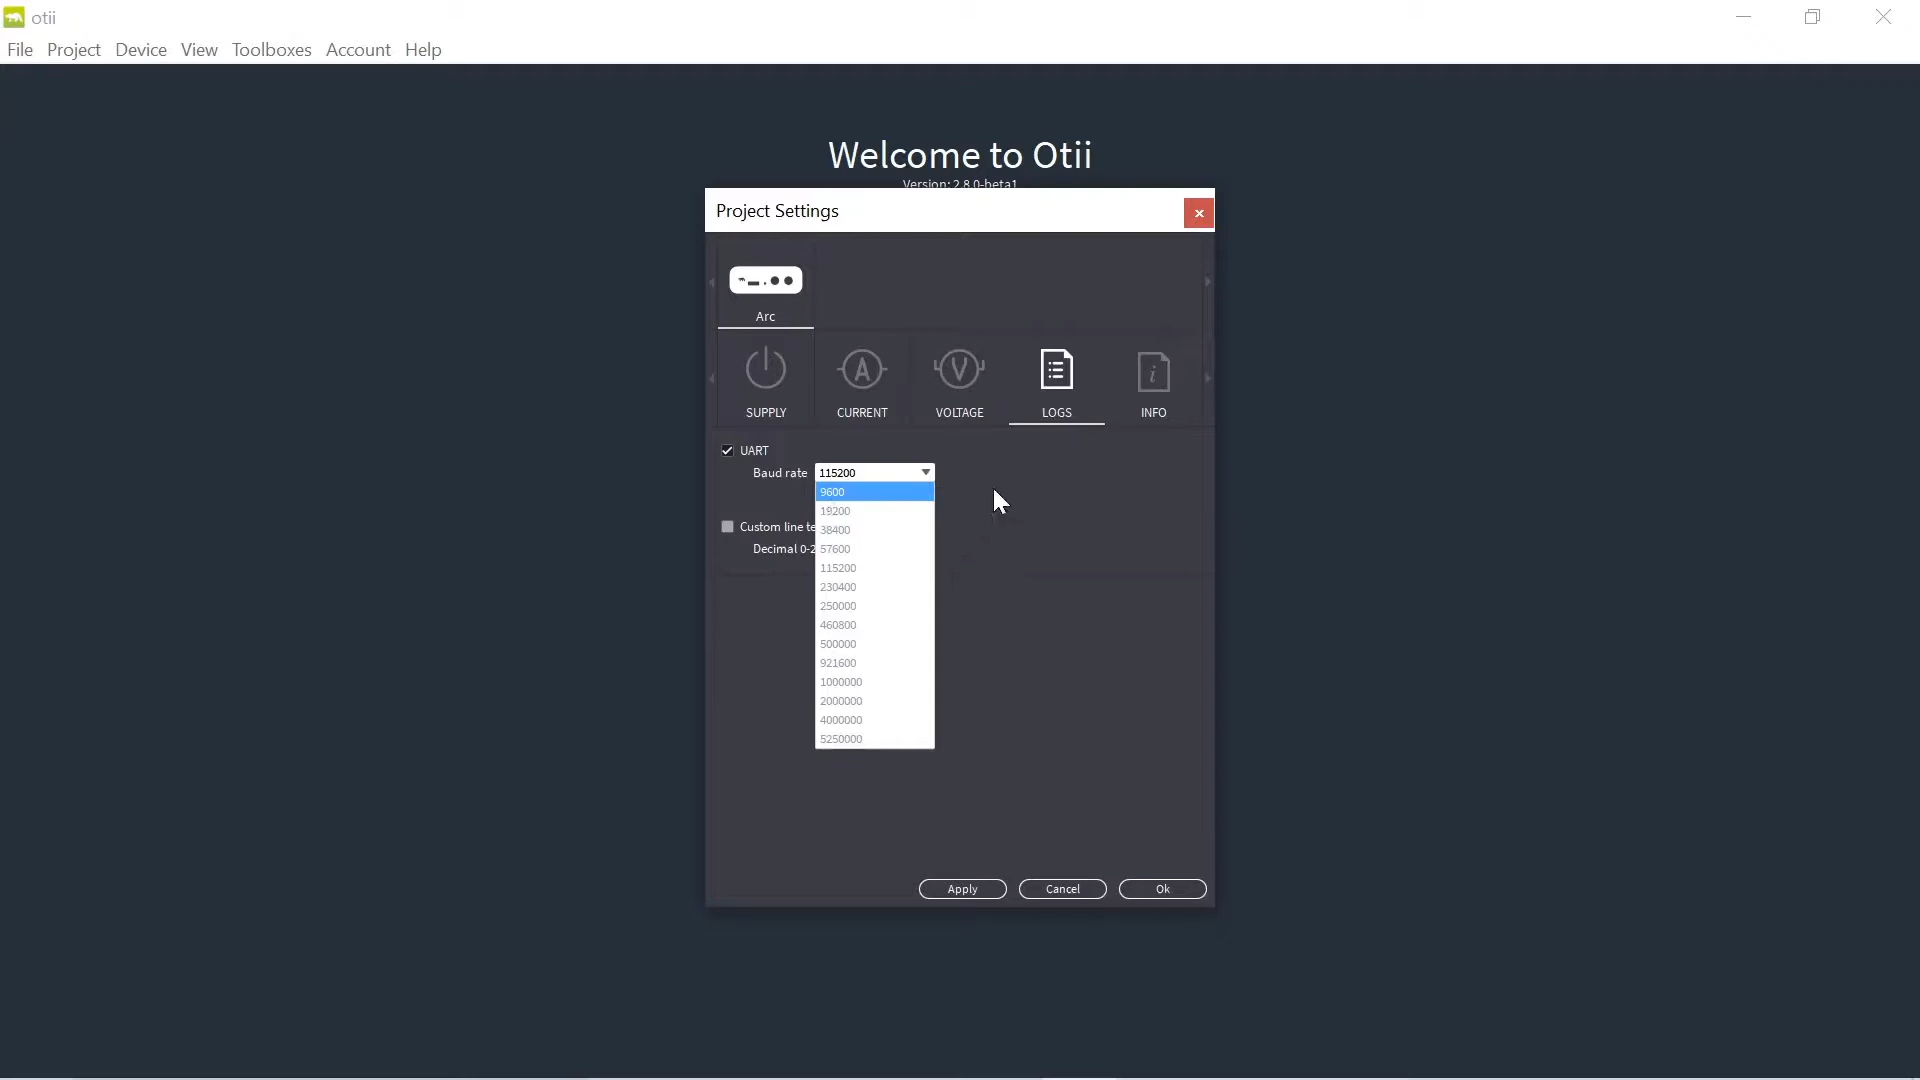 otii
File Project Device View Toolboxes Account Help
Welcome to Otii
Version: 2.8.0-beta1
Project Settings
Arc
SUPPLY CURRENT VOLTAGE LOGS INFO
UART
Baud rate 115200
9600
19200
Custom line te 38400
Decimal 0-2 57600
115200
230400
250000
460800
500000
921600
1000000
2000000
4000000
5250000
Apply Cancel Ok